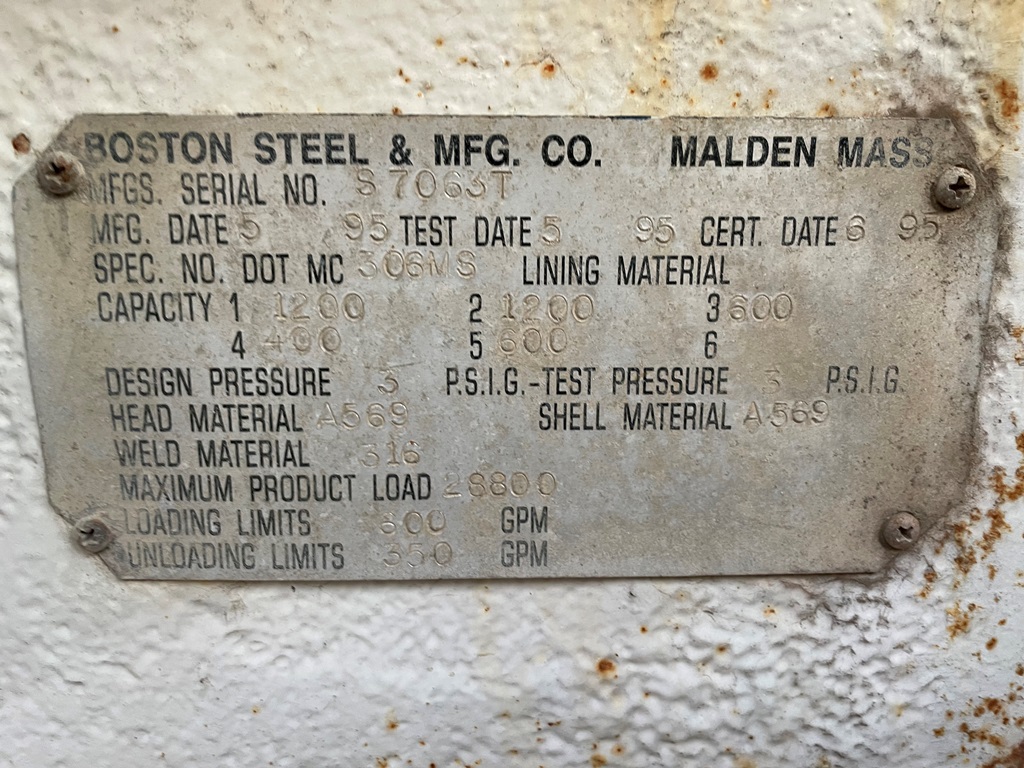 BOSTON STEEL & MFG. CO. MALDEN MASS
MFGS. SERIAL NO. S7063T
MFG. DATE 5 95 TEST DATE 5 95 CERT. DATE 6 95
SPEC. NO. DOT MC 306MS LINING MATERIAL
CAPACITY 1 1200 2 1200 3 600
4 400 5 600 6
DESIGN PRESSURE 3 P.S.I.G.-TEST PRESSURE 3 P.S.I.G.
HEAD MATERIAL A569 SHELL MATERIAL A569
WELD MATERIAL 316
MAXIMUM PRODUCT LOAD 28800
LOADING LIMITS GPM
UNLOADING LIMITS 350 GPM